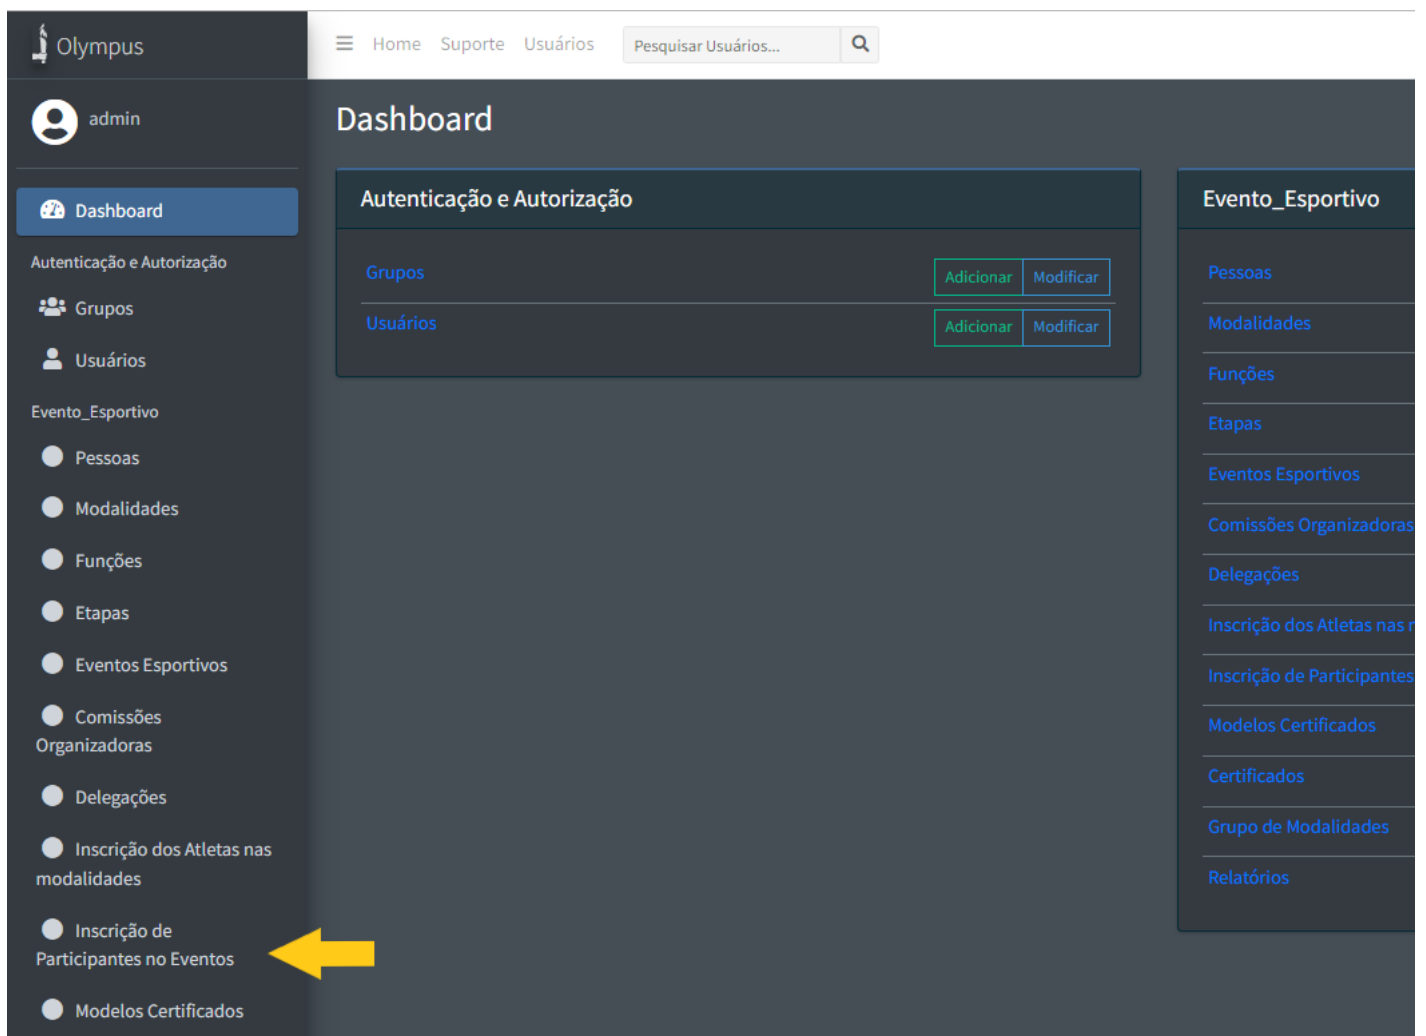 Olympus
admin
Dashboard
Autenticação e Autorização
Grupos
Usuários
Evento_Esportivo
Pessoas
Modalidades
Funções
Etapas
Eventos Esportivos
Comissões
Organizadoras
Delegações
Inscrição dos Atletas nas
modalidades
Inscrição de
Participantes no Eventos
Modelos Certificados
Home Suporte Usuários Pesquisar Usuários...
Dashboard
Autenticação e Autorização
Grupos Adicionar Modificar
Usuários Adicionar Modificar
Evento_Esportivo
Pessoas
Modalidades
Funções
Etapas
Eventos Esportivos
Comissões Organizadoras
Delegações
Inscrição dos Atletas nas
Inscrição de Participantes
Modelos Certificados
Certificados
Grupo de Modalidades
Relatórios